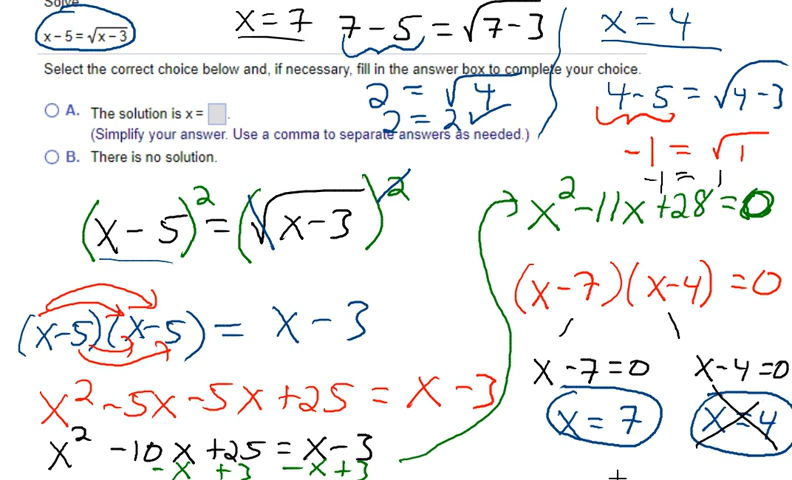 Solve
x − 5 = √x − 3
x = 7
7 − 5 = √7 − 3
2 = √4
2 = 2 ✓
x = 4
4 − 5 = √4 − 3
−1 = √1
−1 = 1
Select the correct choice below and, if necessary, fill in the answer box to complete your choice.
A. The solution is x = .
(Simplify your answer. Use a comma to separate answers as needed.)
B. There is no solution.
(x − 5)² = (√x − 3)²
(x−5)(x−5) = x − 3
x² − 5x − 5x + 25 = x − 3
x² − 10x + 25 = x − 3
−x +3 −x +3
x² − 11x + 28 = 0
(x − 7)(x − 4) = 0
x − 7 = 0
x = 7
x − 4 = 0
x = 4